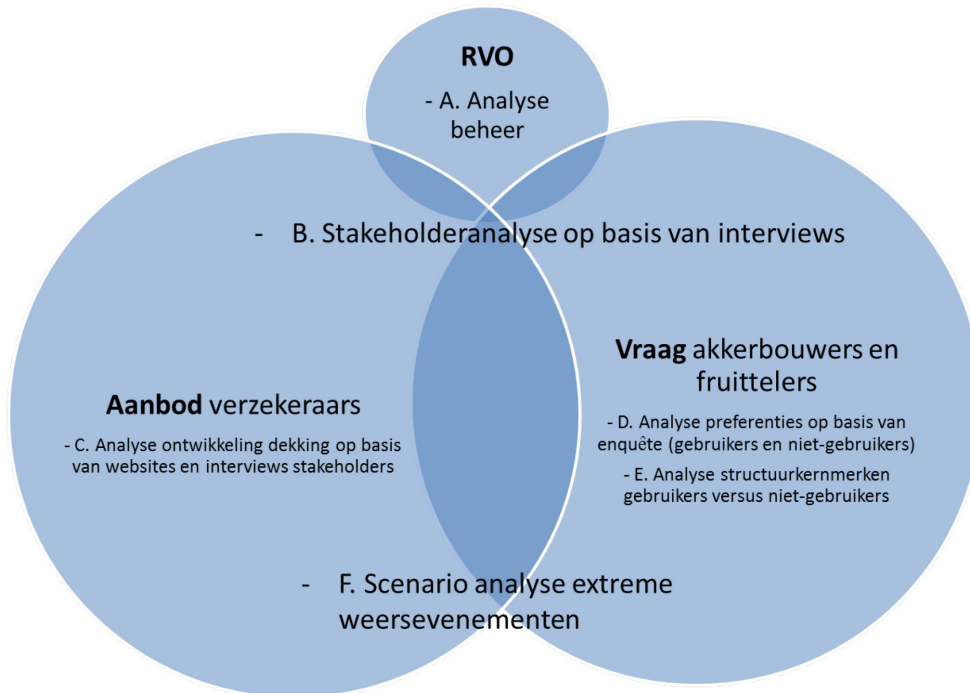 RVO
- A. Analyse
beheer
- B. Stakeholderanalyse op basis van interviews
Aanbod verzekeraars
- C. Analyse ontwikkeling dekking op basis
van websites en interviews stakeholders
Vraag akkerbouwers en
fruittelers
- D. Analyse preferenties op basis van
enquête (gebruikers en niet-gebruikers)
- E. Analyse structuurkernmerken
gebruikers versus niet-gebruikers
- F. Scenario analyse extreme
weersevenementen